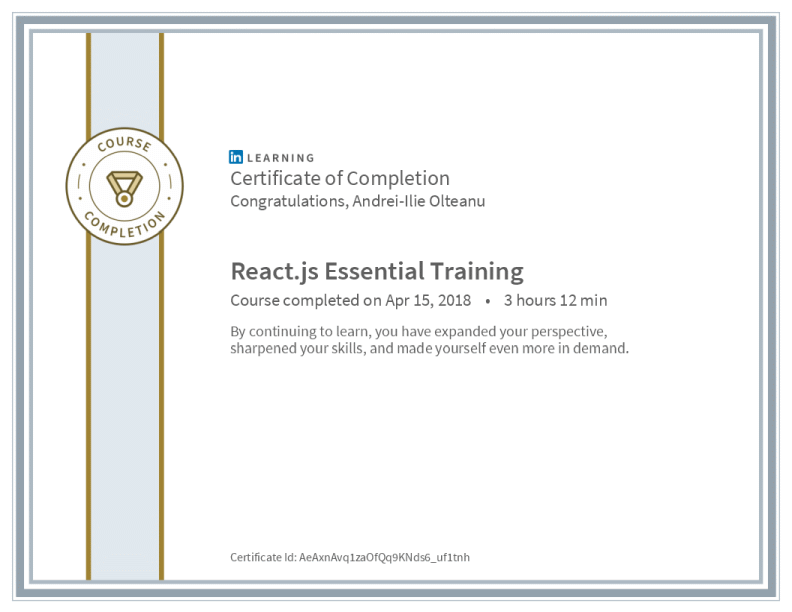 COURSE
COMPLETION
in LEARNING
Certificate of Completion
Congratulations, Andrei-Ilie Olteanu
React.js Essential Training
Course completed on Apr 15, 2018 • 3 hours 12 min
By continuing to learn, you have expanded your perspective,
sharpened your skills, and made yourself even more in demand.
Certificate Id: AeAxnAvq1zaOfQq9KNds6_uf1tnh